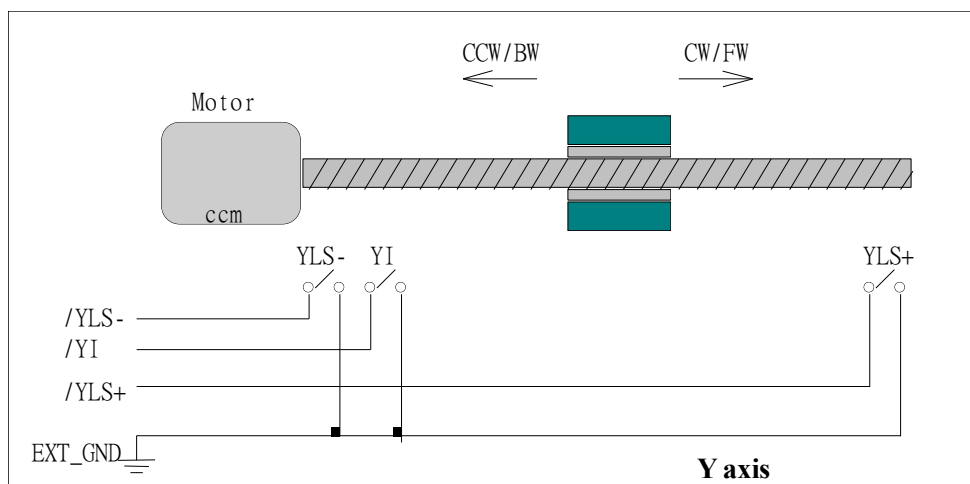 CCW/BW CW/FW
Motor
ccm
YLS- YI YLS+
/YLS-
/YI
/YLS+
EXT_GND
Y axis